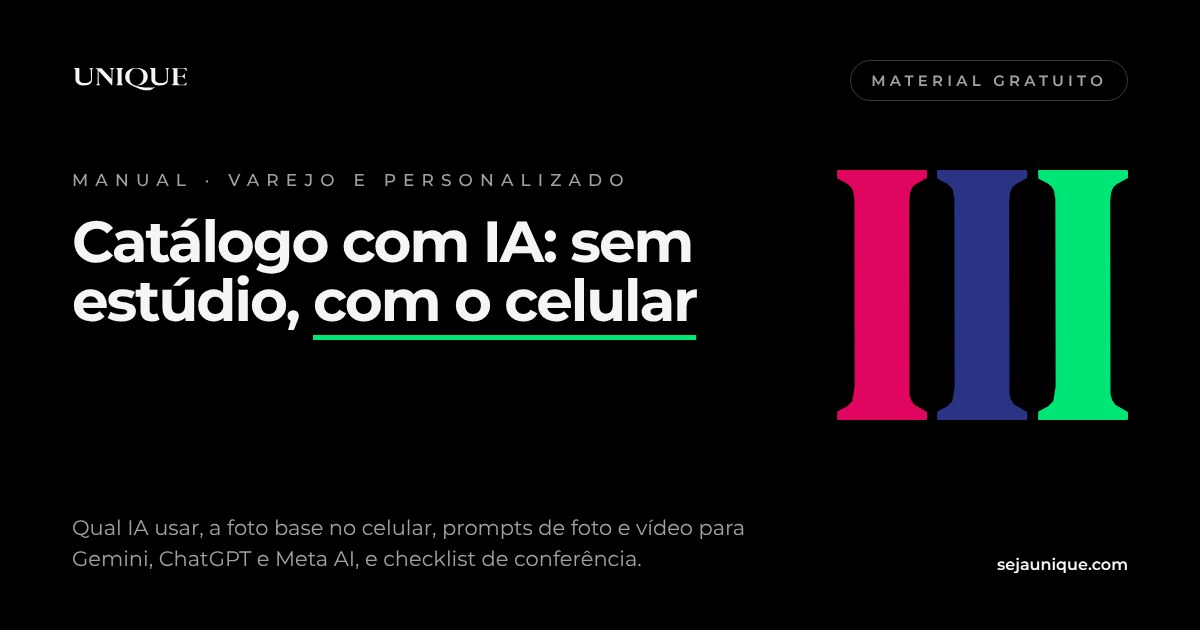 UNIQUE
MATERIAL GRATUITO
MANUAL · VAREJO E PERSONALIZADO
Catálogo com IA: sem
estúdio, com o celular
Qual IA usar, a foto base no celular, prompts de foto e vídeo para
Gemini, ChatGPT e Meta AI, e checklist de conferência.
sejaunique.com